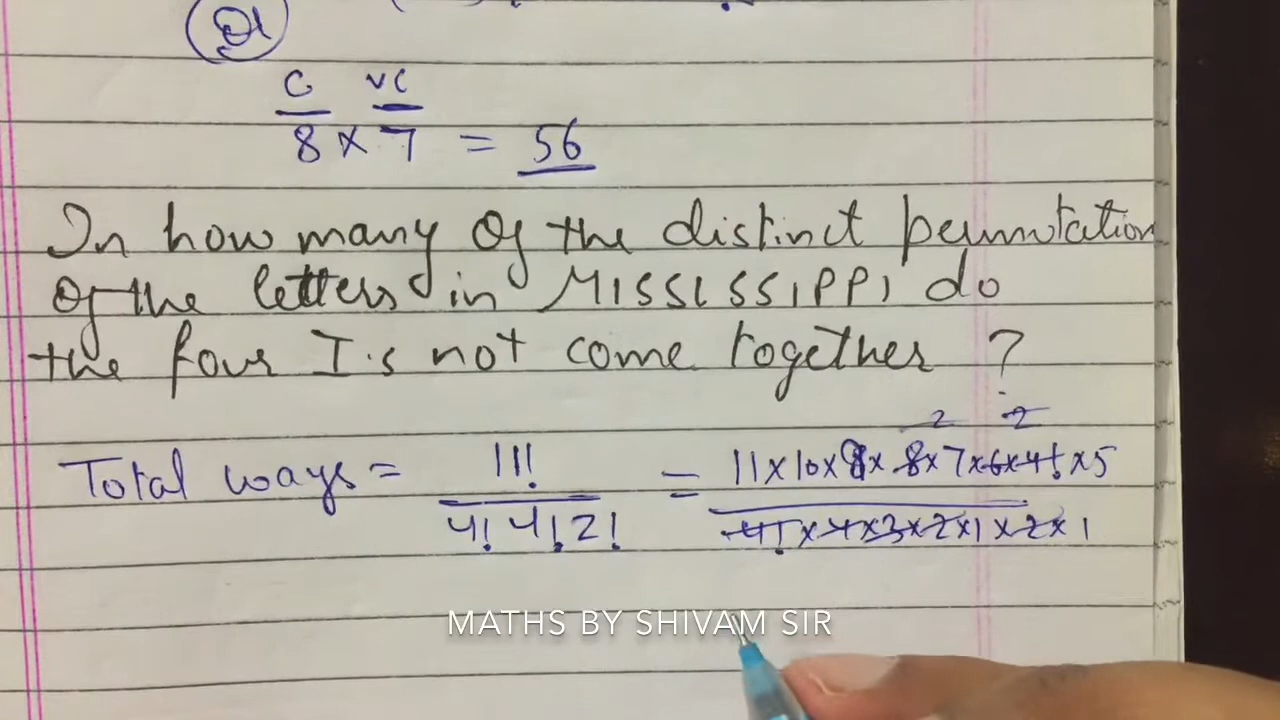 Q1
C VC
8 × 7 = 56
In how many of the distinct permutation
of the letters in MISSISSIPPI do
the four I's not come together ?
2 2
Total ways = 11! / 4! 4! 2! = 11×10×9×8×7×6×4!×5 / 4!×4×3×2×1×2×1
MATHS BY SHIVAM SIR